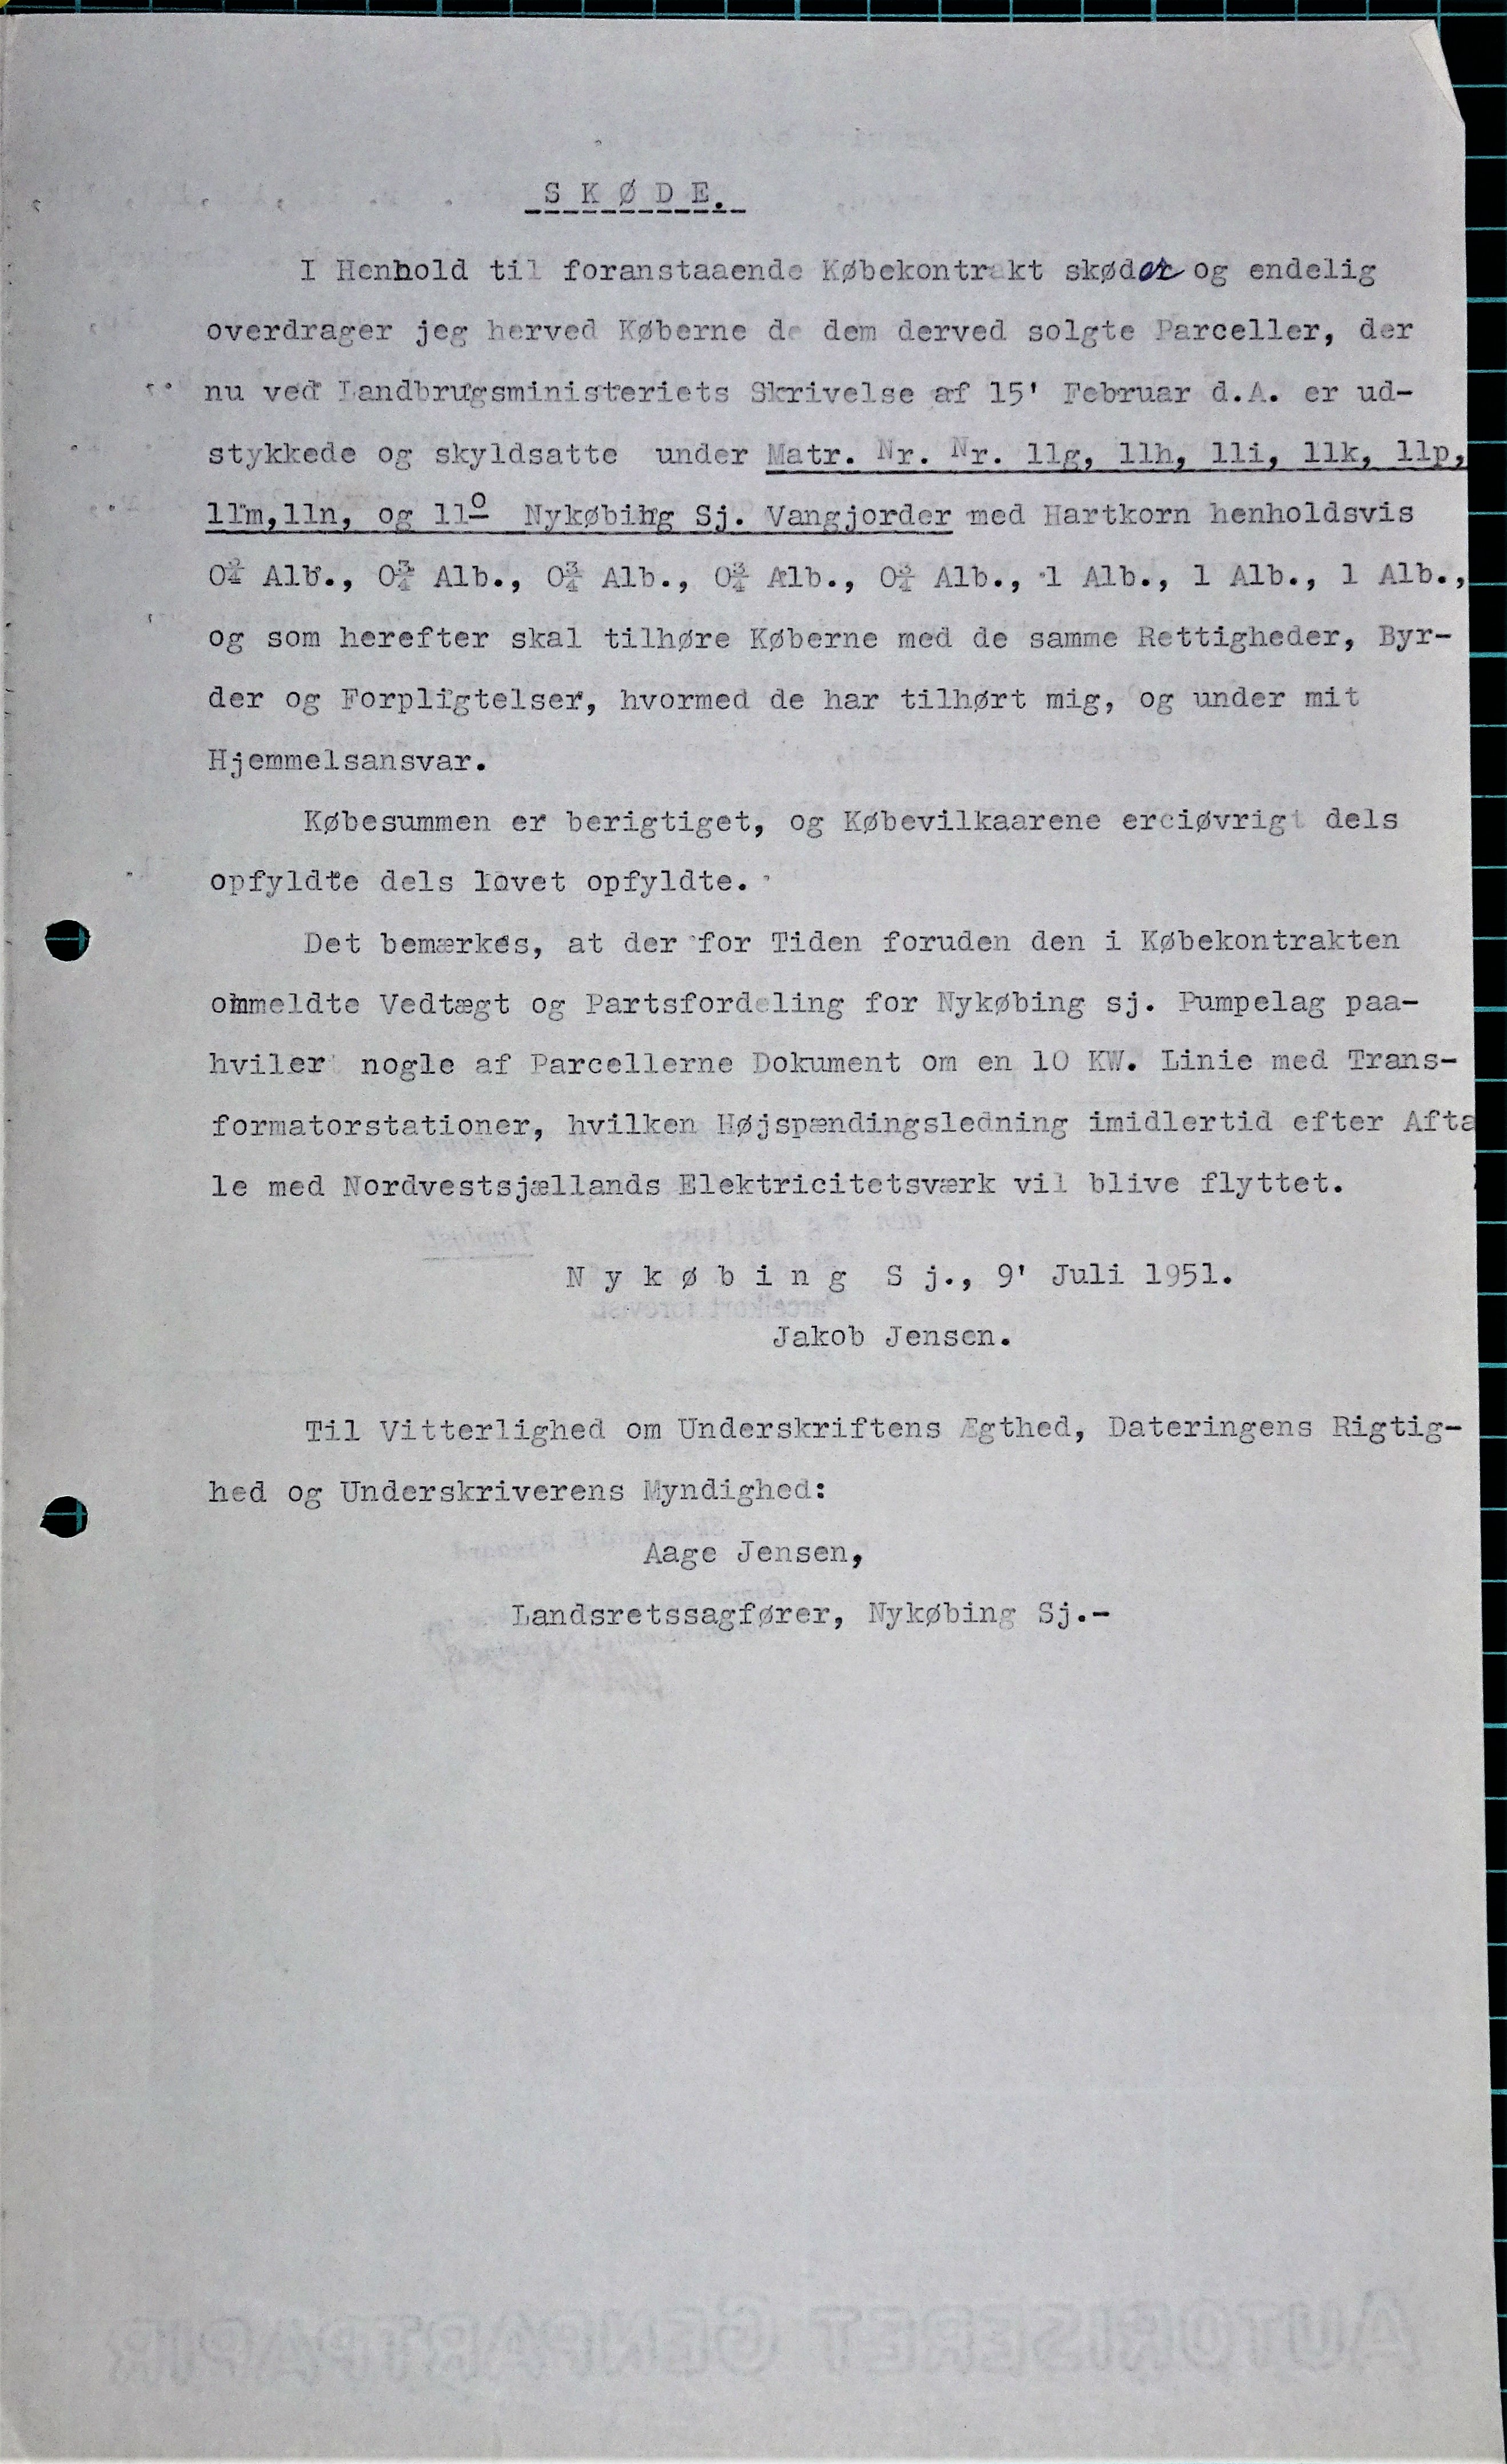 S K Ø D E.
I Henhold til foranstaaende Købekontrakt skøder og endelig
overdrager jeg herved Køberne de dem derved solgte Parceller, der
nu ved Landbrugsministeriets Skrivelse af 15' Februar d.A. er ud-
stykkede og skyldsatte under Matr. Nr. Nr. 11g, 11h, 11i, 11k, 11p,
11m,11n, og 11o Nykøbing Sj. Vangjorder med Hartkorn henholdsvis
0¾ Alb., 0¾ Alb., 0¾ Alb., 0¾ Alb., 0¾ Alb., 1 Alb., 1 Alb., 1 Alb.,
og som herefter skal tilhøre Køberne med de samme Rettigheder, Byr-
der og Forpligtelser, hvormed de har tilhørt mig, og under mit
Hjemmelsansvar.
Købesummen er berigtiget, og Købevilkaarene erciøvrigt dels
opfyldte dels lovet opfyldte.
Det bemærkes, at der for Tiden foruden den i Købekontrakten
ommeldte Vedtægt og Partsfordeling for Nykøbing sj. Pumpelag paa-
hviler nogle af Parcellerne Dokument om en 10 KW. Linie med Trans-
formatorstationer, hvilken Højspændingsledning imidlertid efter Afta
le med Nordvestsjællands Elektricitetsværk vil blive flyttet.
N y k ø b i n g S j., 9' Juli 1951.
Jakob Jensen.
Til Vitterlighed om Underskriftens Ægthed, Dateringens Rigtig-
hed og Underskriverens Myndighed:
Aage Jensen,
Landsretssagfører, Nykøbing Sj.-
AUTORISERET GENPARTPAPIR